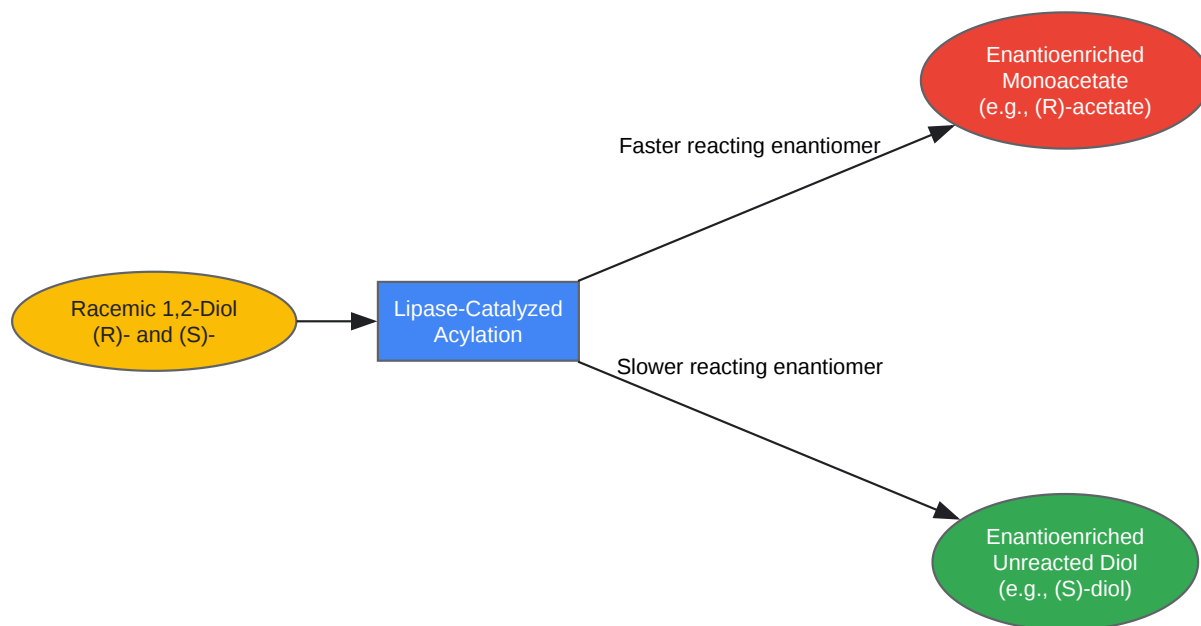 Enantioenriched
Monoacetate
(e.g., (R)-acetate)
Faster reacting enantiomer
Racemic 1,2-Diol
(R)- and (S)-
Lipase-Catalyzed
Acylation
Slower reacting enantiomer
Enantioenriched
Unreacted Diol
(e.g., (S)-diol)